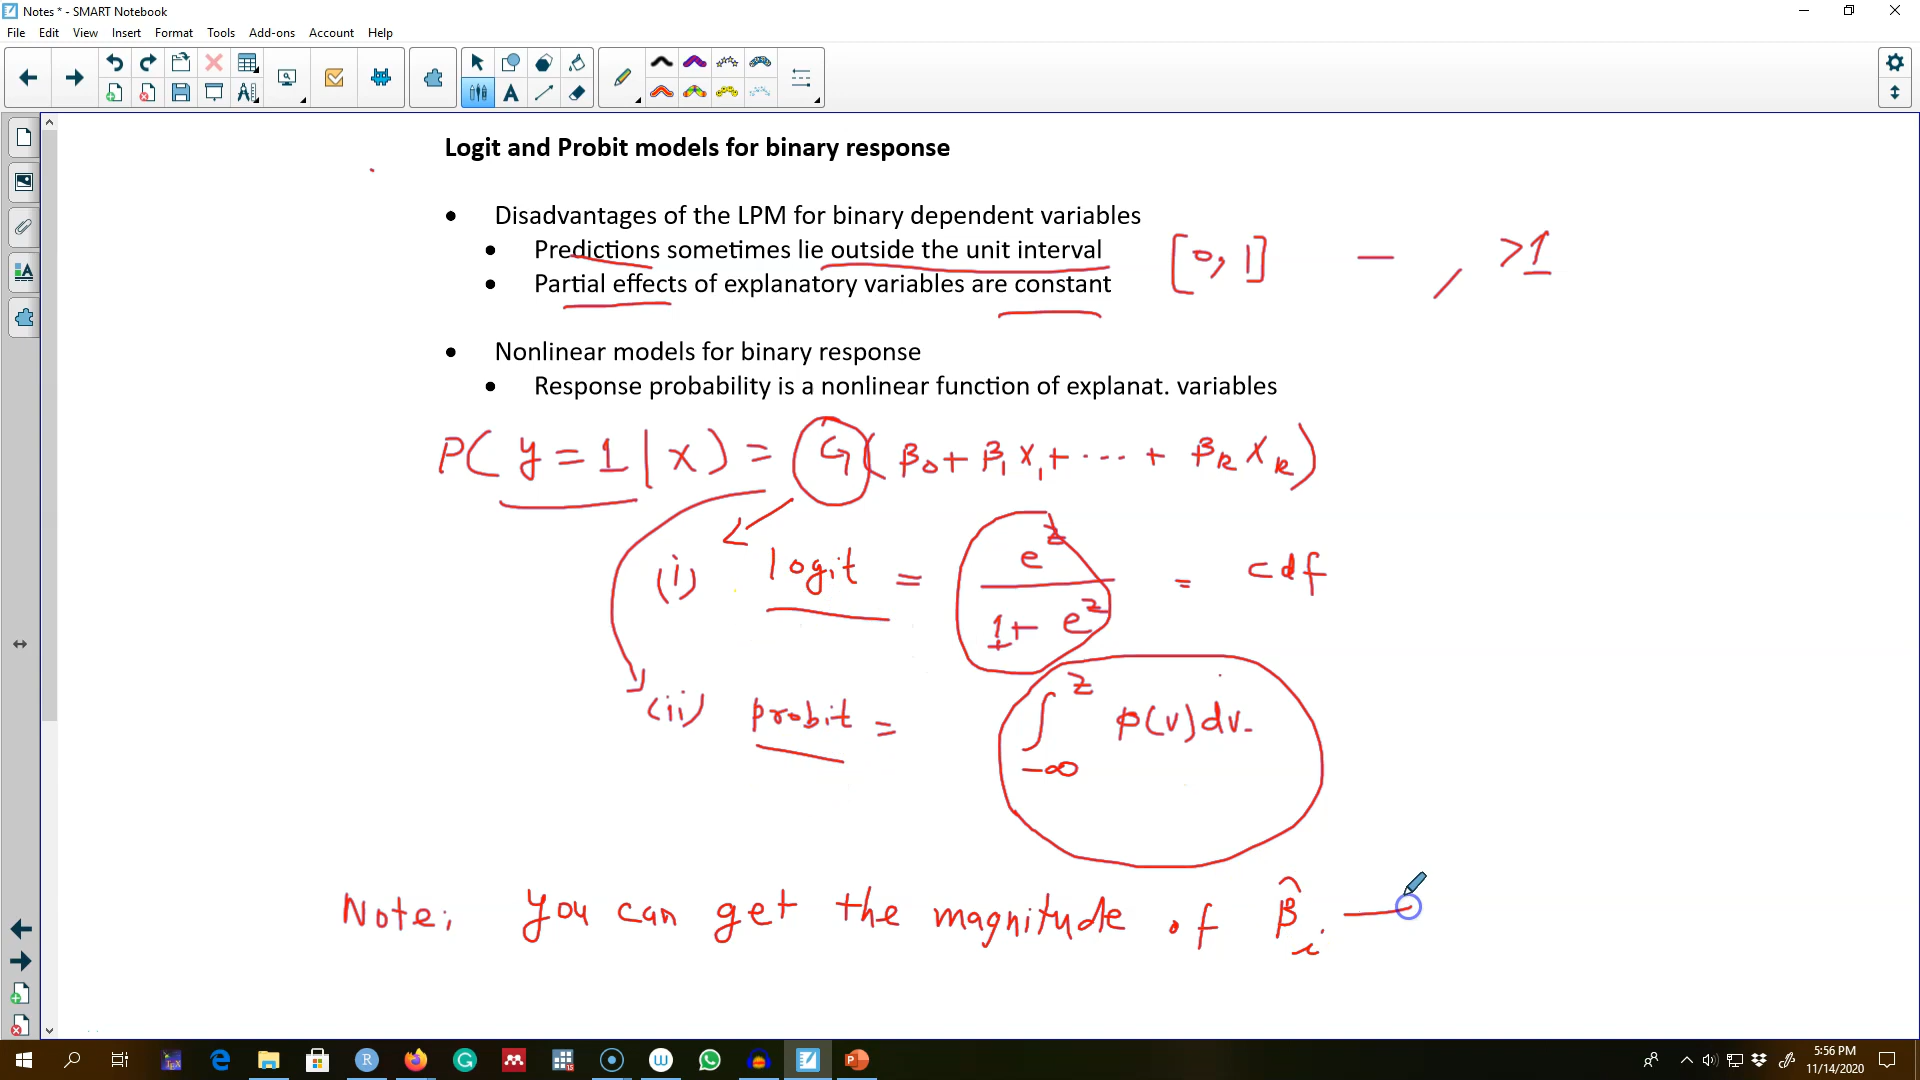 Notes * - SMART Notebook
File Edit View Insert Format Tools Add-ons Account Help
Logit and Probit models for binary response
• Disadvantages of the LPM for binary dependent variables
• Predictions sometimes lie outside the unit interval [0, 1] — , >1
• Partial effects of explanatory variables are constant
• Nonlinear models for binary response
• Response probability is a nonlinear function of explanat. variables
P( y = 1 | x ) = G( β0 + β1 x1 + ··· + βk xk )
(i) logit = e^z / 1 + e^z = cdf
(ii) probit = ∫_{-∞}^{z} φ(v)dv.
Note: you can get the magnitude of β̂i —
5:56 PM
11/14/2020